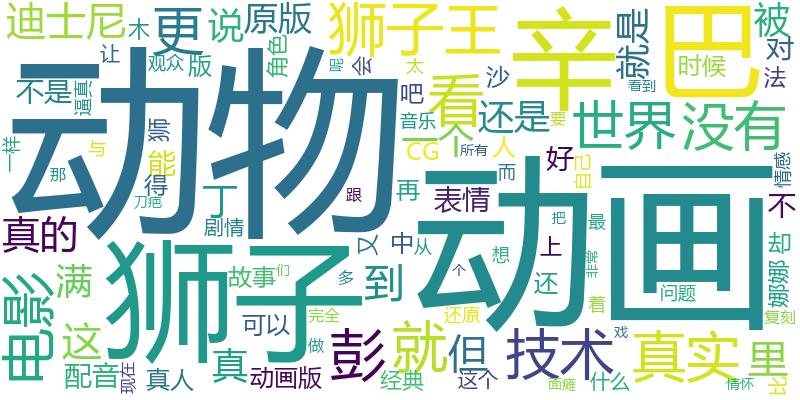 迪士尼
木
更
说
原版
狮子王
辛
巴
就是
被
对
让
观众
版
角色
会
呢
太
沙
时候
法
不是
逼真
吧
看
还是
世界
没有
看到
动物
一样
与
狮
能
音乐
一个
CG
人
要
那
得
丁
刀疤
跟
再
表情
而
所有
好
自己
情感
真的
剧情
又
中
从
想
上
把
最
不
却
动画
电影
满
狮子
故事
们
多
到
个
还
非常
着
问题
娜娜
这
可以
完全
彭
就
但
还原
技术
戏
真实
里
复刻
配音
现在
真人
真
动画版
做
经典
这个
面瘫
什么
情怀
比